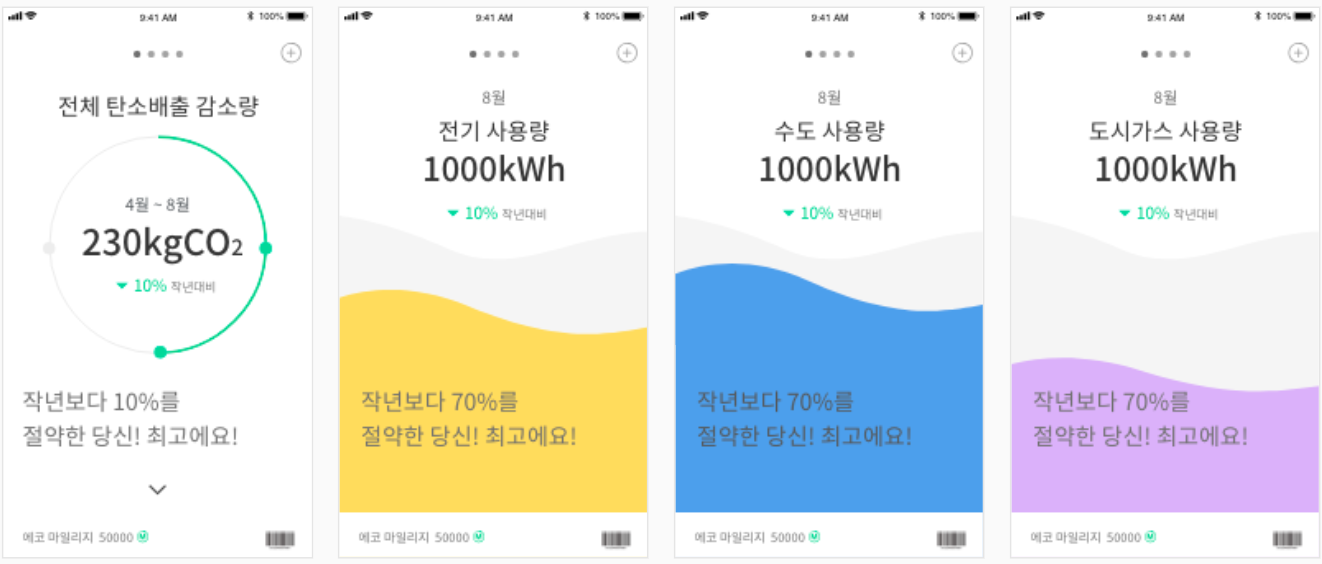 9:41 AM
100%
전체 탄소배출 감소량
4월 ~ 8월
230kgCO2
10% 작년대비
작년보다 10%를
절약한 당신! 최고에요!
에코 마일리지 50000
9:41 AM
100%
8월
전기 사용량
1000kWh
10% 작년대비
작년보다 70%를
절약한 당신! 최고에요!
에코 마일리지 50000
9:41 AM
100%
8월
수도 사용량
1000kWh
10% 작년대비
작년보다 70%를
절약한 당신! 최고에요!
에코 마일리지 50000
9:41 AM
100%
8월
도시가스 사용량
1000kWh
10% 작년대비
작년보다 70%를
절약한 당신! 최고에요!
에코 마일리지 50000